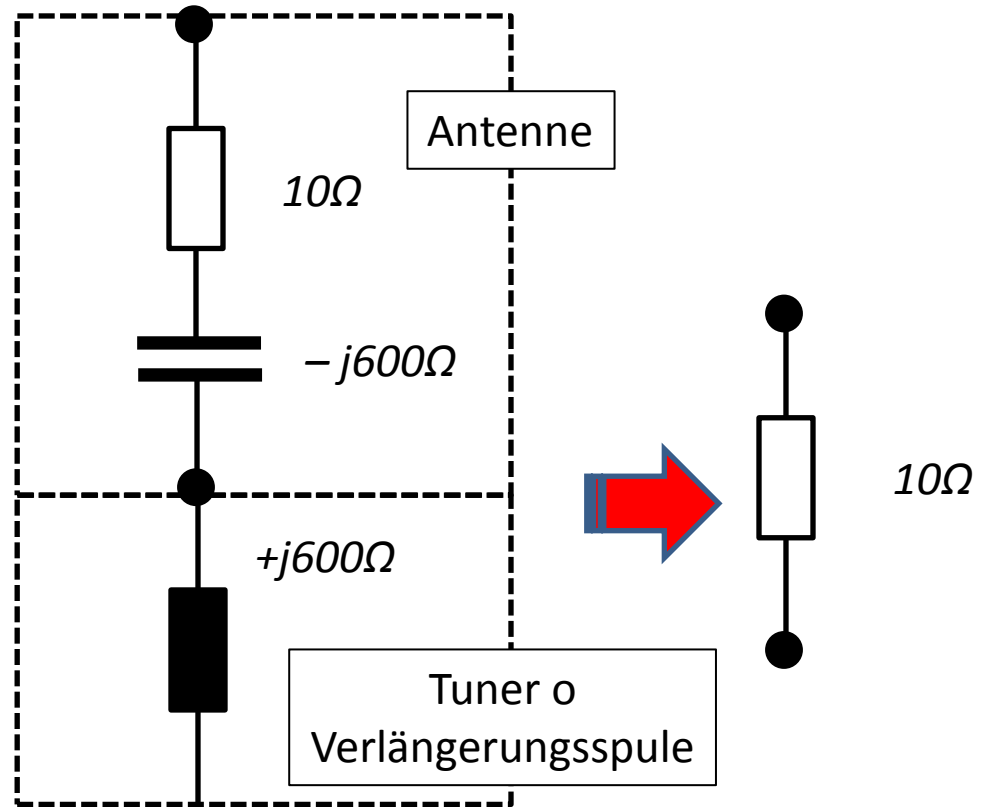 Antenne
10Ω
– j600Ω
10Ω
+j600Ω
Tuner o
Verlängerungsspule